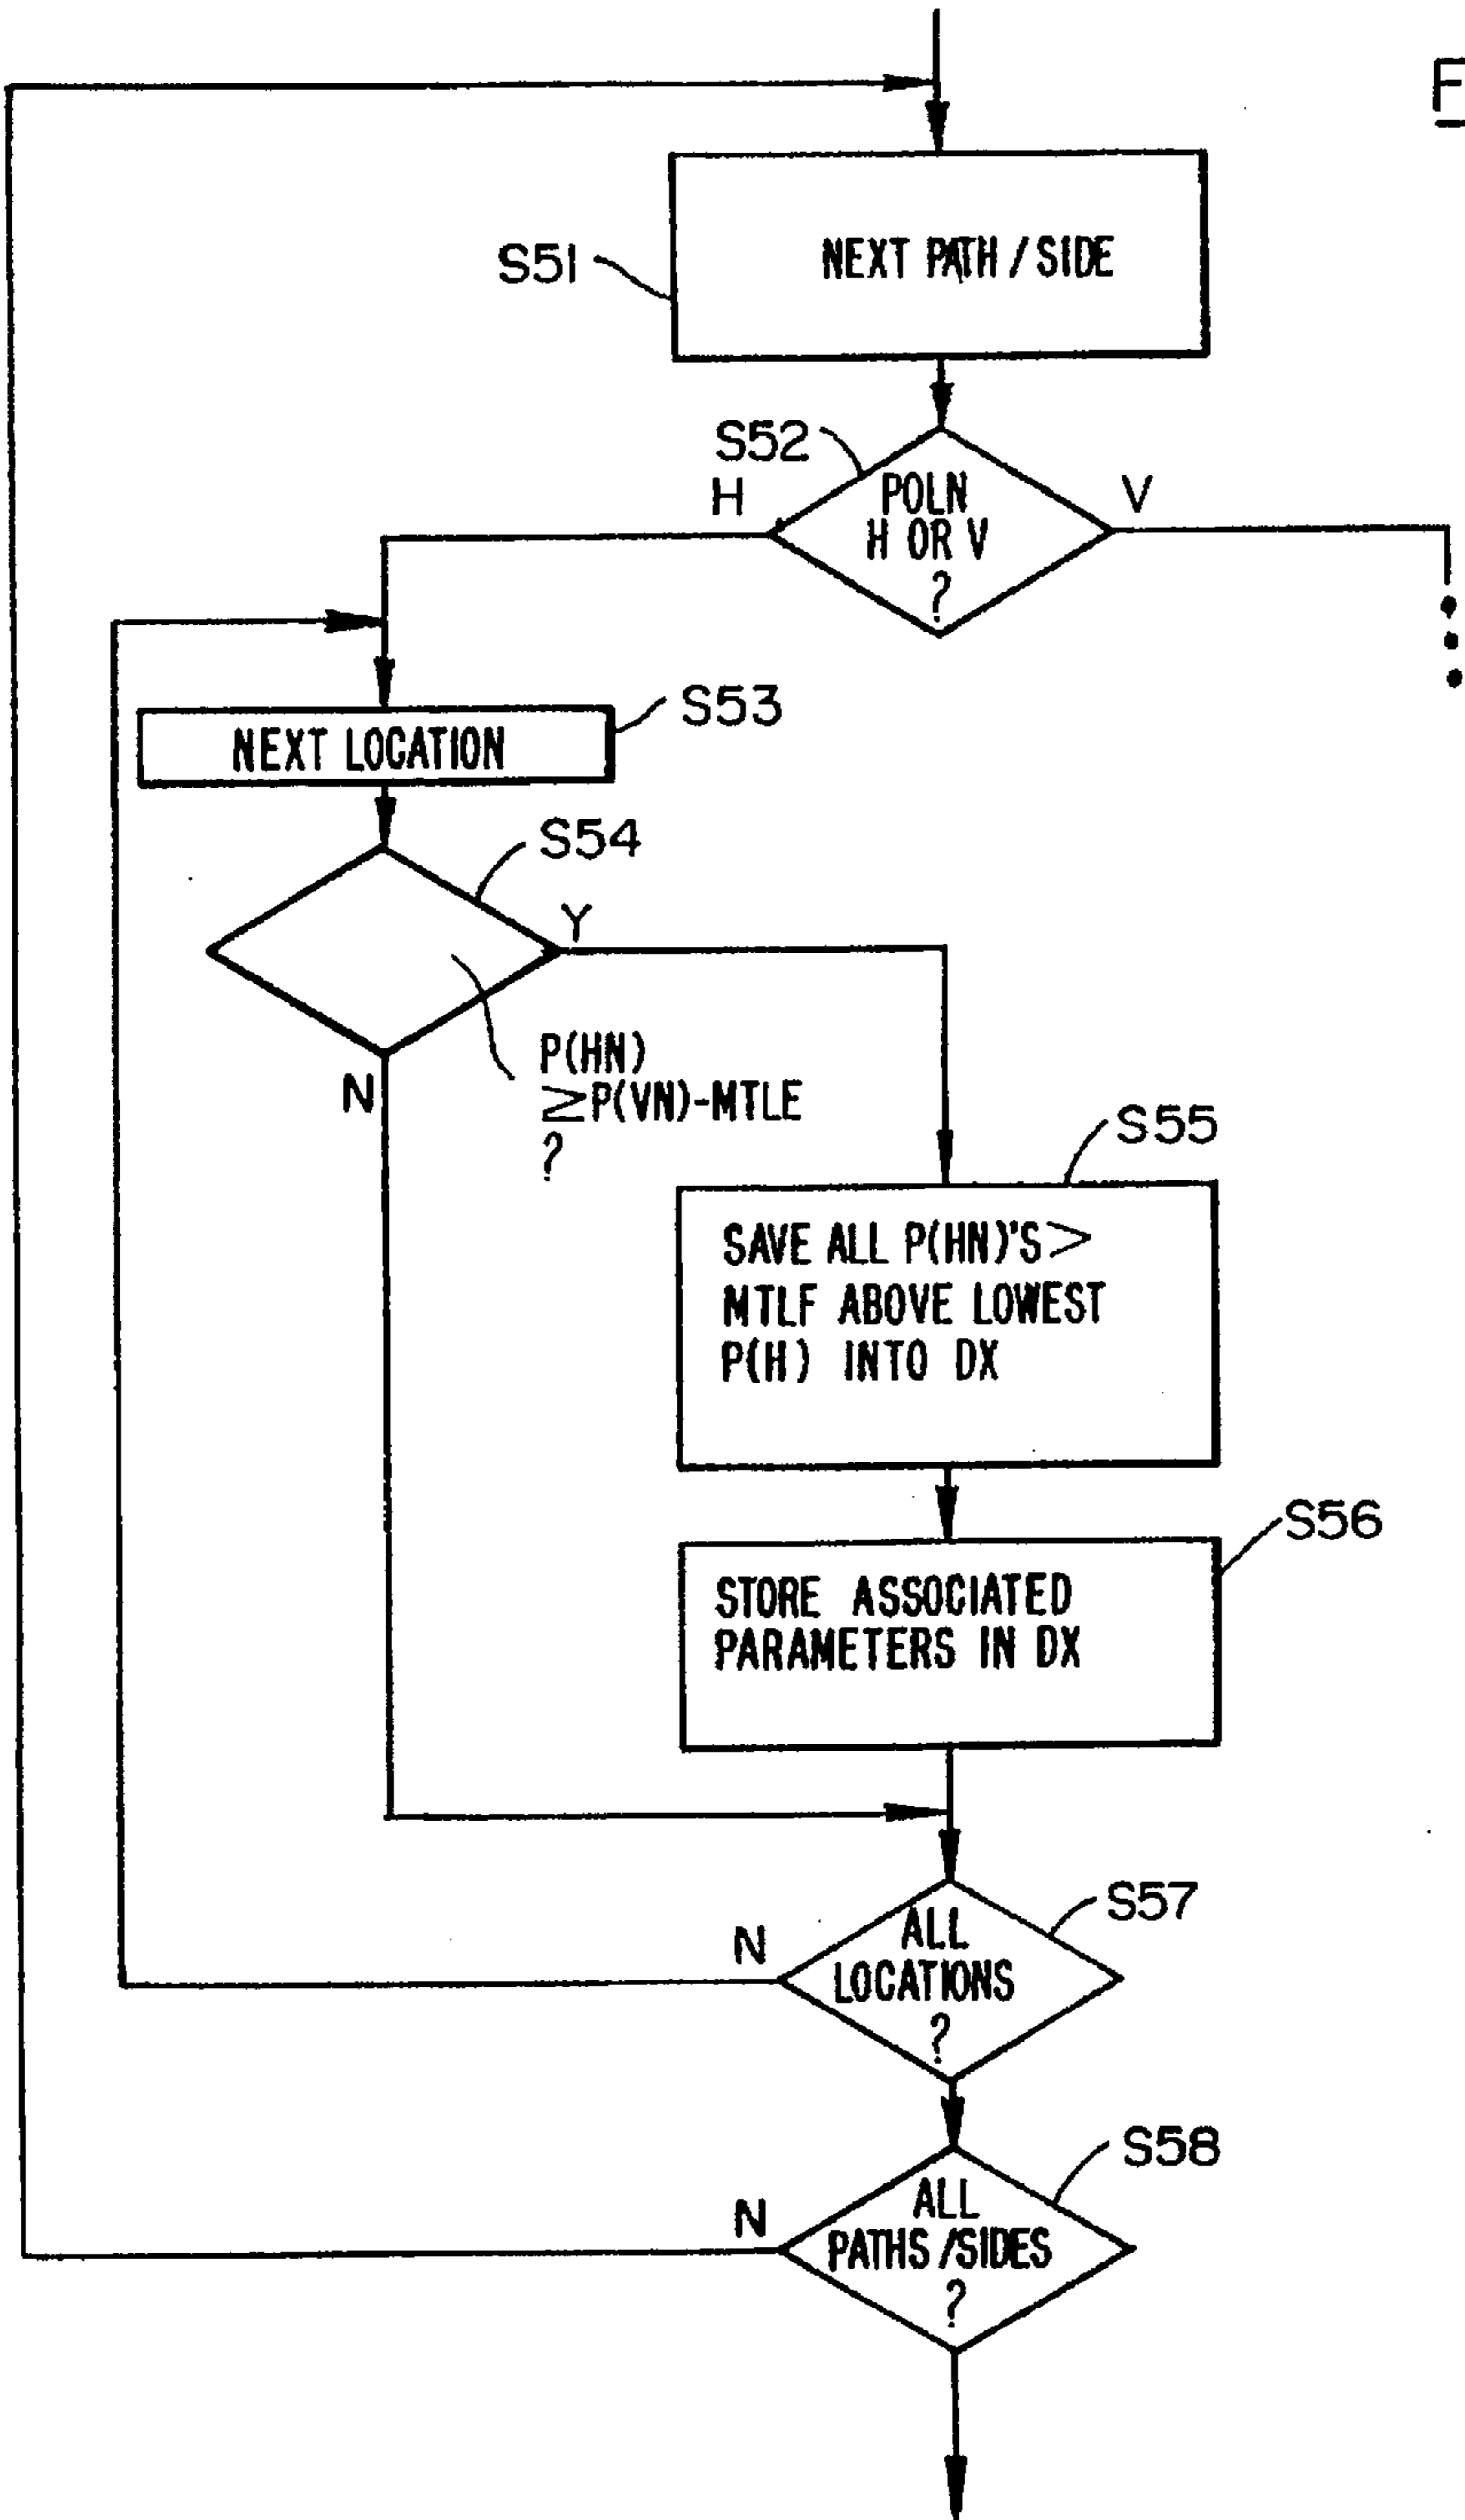 F
S51
NEXT PATH / SIDE
S52
H
POLN
H OR V
?
V
S53
NEXT LOCATION
S54
Y
N
P(HN)
≥P(VN)-MTLE
?
S55
SAVE ALL P(HN)'S >
MTLF ABOVE LOWEST
P(H) INTO DX
S56
STORE ASSOCIATED
PARAMETERS IN DX
S57
N
ALL
LOCATIONS
?
S58
N
ALL
PATHS /SIDES
?